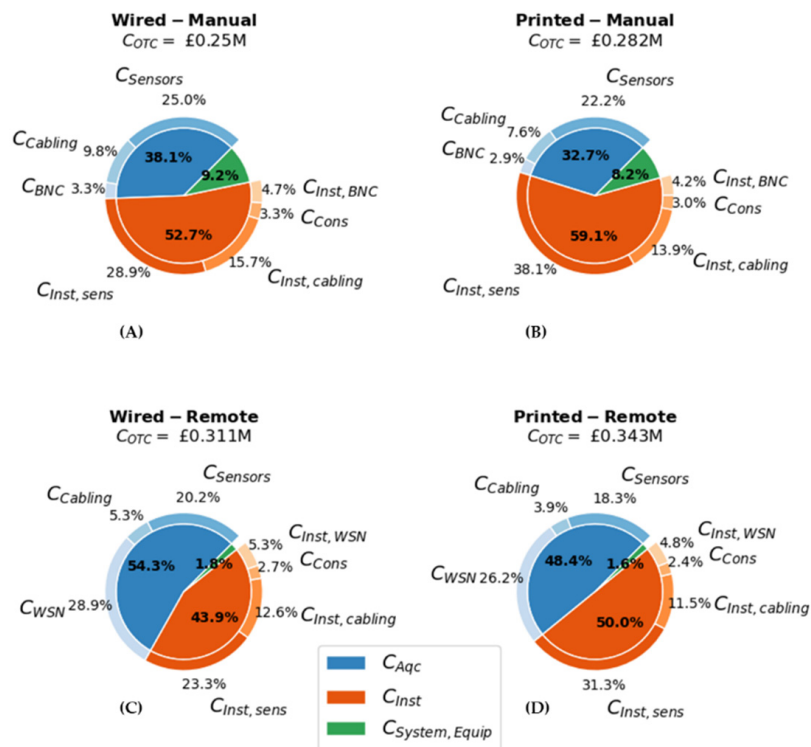 Wired – Manual
C_OTC = £0.25M
C_Sensors
25.0%
C_Cabling
9.8%
38.1%
9.2%
C_BNC 3.3%
4.7% C_Inst, BNC
3.3% C_Cons
52.7%
28.9%
15.7%
C_Inst, cabling
C_Inst, sens
(A)
Printed – Manual
C_OTC = £0.282M
C_Sensors
22.2%
C_Cabling
7.6%
32.7%
8.2%
C_BNC 2.9%
4.2% C_Inst, BNC
3.0% C_Cons
59.1%
13.9%
38.1%
C_Inst, cabling
C_Inst, sens
(B)
Wired – Remote
C_OTC = £0.311M
C_Sensors
20.2%
C_Cabling
5.3%
C_Inst, WSN
5.3%
C_Cons
54.3%
1.8%
2.7%
C_WSN 28.9%
43.9%
12.6% C_Inst, cabling
23.3%
C_Inst, sens
(C)
Printed – Remote
C_OTC = £0.343M
C_Sensors
18.3%
C_Cabling
3.9%
C_Inst, WSN
4.8%
C_Cons
48.4%
1.6%
2.4%
C_WSN 26.2%
50.0%
11.5% C_Inst, cabling
31.3%
C_Inst, sens
(D)
C_Aqc
C_Inst
C_System, Equip